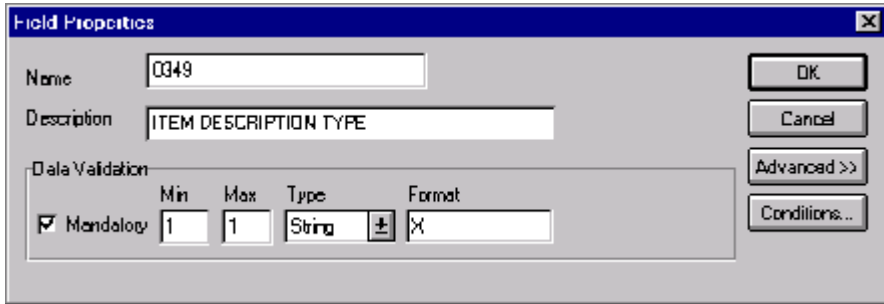 Field Properties
Name 0349 OK
Description ITEM DESCRIPTION TYPE Cancel
Data Validation Advanced >>
Min Max Type Format
Mandatory 1 1 String X Conditions...